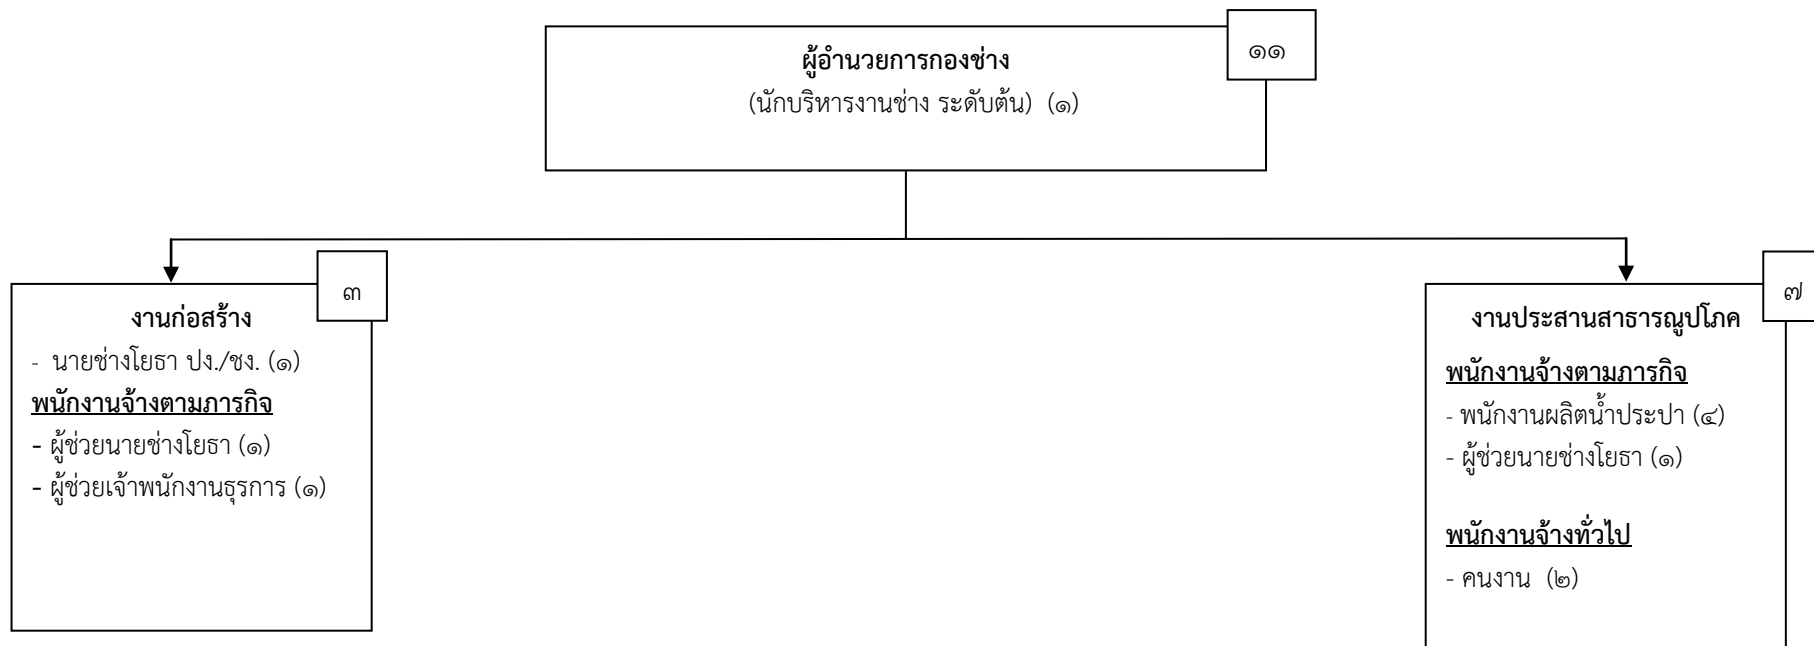 ๑๑
ผู้อำนวยการกองช่าง
(นักบริหารงานช่าง ระดับต้น) (๑)
๓
งานก่อสร้าง
- นายช่างโยธา ปง./ชง. (๑)
พนักงานจ้างตามภารกิจ
- ผู้ช่วยนายช่างโยธา (๑)
- ผู้ช่วยเจ้าพนักงานธุรการ (๑)
๗
งานประสานสาธารณูปโภค
พนักงานจ้างตามภารกิจ
- พนักงานผลิตน้ำประปา (๔)
- ผู้ช่วยนายช่างโยธา (๑)
พนักงานจ้างทั่วไป
- คนงาน (๒)